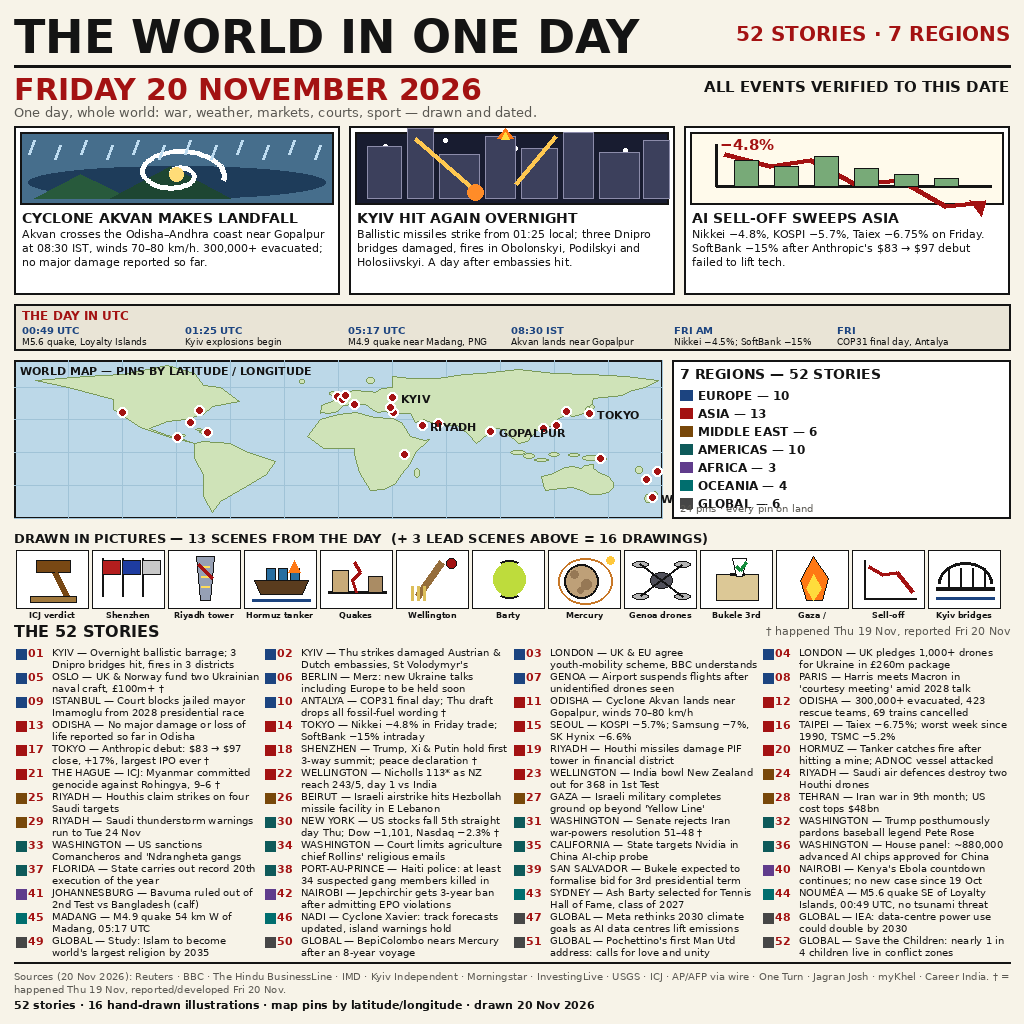 THE WORLD IN ONE DAY
52 STORIES · 7 REGIONS
FRIDAY 20 NOVEMBER 2026
ALL EVENTS VERIFIED TO THIS DATE
One day, whole world: war, weather, markets, courts, sport — drawn and dated.
CYCLONE AKVAN MAKES LANDFALL
Akvan crosses the Odisha–Andhra coast near Gopalpur
at 08:30 IST, winds 70–80 km/h. 300,000+ evacuated;
no major damage reported so far.
KYIV HIT AGAIN OVERNIGHT
Ballistic missiles strike from 01:25 local; three Dnipro
bridges damaged, fires in Obolonskyi, Podilskyi and
Holosiivskyi. A day after embassies hit.
−4.8%
AI SELL-OFF SWEEPS ASIA
Nikkei −4.8%, KOSPI −5.7%, Taiex −6.75% on Friday.
SoftBank −15% after Anthropic's $83 → $97 debut
failed to lift tech.
THE DAY IN UTC
00:49 UTC
M5.6 quake, Loyalty Islands
01:25 UTC
Kyiv explosions begin
05:17 UTC
M4.9 quake near Madang, PNG
08:30 IST
Akvan lands near Gopalpur
FRI AM
Nikkei −4.5%; SoftBank −15%
FRI
COP31 final day, Antalya
WORLD MAP — PINS BY LATITUDE / LONGITUDE
KYIV
TOKYO
RIYADH
GOPALPUR
W
7 REGIONS — 52 STORIES
EUROPE — 10
ASIA — 13
MIDDLE EAST — 6
AMERICAS — 10
AFRICA — 3
OCEANIA — 4
GLOBAL — 6
pins · every pin on land
DRAWN IN PICTURES — 13 SCENES FROM THE DAY (+ 3 LEAD SCENES ABOVE = 16 DRAWINGS)
ICJ verdict
Shenzhen
Riyadh tower
Hormuz tanker
Quakes
Wellington
Barty
Mercury
Genoa drones
Bukele 3rd
Gaza /
Sell-off
Kyiv bridges
THE 52 STORIES
† happened Thu 19 Nov, reported Fri 20 Nov
01 KYIV — Overnight ballistic barrage; 3
Dnipro bridges hit, fires in 3 districts
02 KYIV — Thu strikes damaged Austrian &
Dutch embassies, St Volodymyr's
03 LONDON — UK & EU agree
youth-mobility scheme, BBC understands
04 LONDON — UK pledges 1,000+ drones
for Ukraine in £260m package
05 OSLO — UK & Norway fund two Ukrainian
naval craft, £100m+ †
06 BERLIN — Merz: new Ukraine talks
including Europe to be held soon
07 GENOA — Airport suspends flights after
unidentified drones seen
08 PARIS — Harris meets Macron in
'courtesy meeting' amid 2028 talk
09 ISTANBUL — Court blocks jailed mayor
Imamoglu from 2028 presidential race
10 ANTALYA — COP31 final day; Thu draft
drops all fossil-fuel wording †
11 ODISHA — Cyclone Akvan lands near
Gopalpur, winds 70–80 km/h
12 ODISHA — 300,000+ evacuated, 423
rescue teams, 69 trains cancelled
13 ODISHA — No major damage or loss of
life reported so far in Odisha
14 TOKYO — Nikkei −4.8% in Friday trade;
SoftBank −15% intraday
15 SEOUL — KOSPI −5.7%; Samsung −7%,
SK Hynix −6.6%
16 TAIPEI — Taiex −6.75%; worst week since
1990, TSMC −5.2%
17 TOKYO — Anthropic debut: $83 → $97
close, +17%, largest IPO ever †
18 SHENZHEN — Trump, Xi & Putin hold first
3-way summit; peace declaration †
19 RIYADH — Houthi missiles damage PIF
tower in financial district
20 HORMUZ — Tanker catches fire after
hitting a mine; ADNOC vessel attacked
21 THE HAGUE — ICJ: Myanmar committed
genocide against Rohingya, 9–6 †
22 WELLINGTON — Nicholls 113* as NZ
reach 243/5, day 1 vs India
23 WELLINGTON — India bowl New Zealand
out for 368 in 1st Test
24 RIYADH — Saudi air defences destroy two
Houthi drones
25 RIYADH — Houthis claim strikes on four
Saudi targets
26 BEIRUT — Israeli airstrike hits Hezbollah
missile facility in E Lebanon
27 GAZA — Israeli military completes
ground op beyond 'Yellow Line'
28 TEHRAN — Iran war in 9th month; US
cost tops $48bn
29 RIYADH — Saudi thunderstorm warnings
run to Tue 24 Nov
30 NEW YORK — US stocks fall 5th straight
day Thu; Dow −1,101, Nasdaq −2.3% †
31 WASHINGTON — Senate rejects Iran
war-powers resolution 51–48 †
32 WASHINGTON — Trump posthumously
pardons baseball legend Pete Rose
33 WASHINGTON — US sanctions
Comancheros and 'Ndrangheta gangs
34 WASHINGTON — Court limits agriculture
chief Rollins' religious emails
35 CALIFORNIA — State targets Nvidia in
China AI-chip probe
36 WASHINGTON — House panel: ~880,000
advanced AI chips approved for China
37 FLORIDA — State carries out record 20th
execution of the year
38 PORT-AU-PRINCE — Haiti police: at least
34 suspected gang members killed in
39 SAN SALVADOR — Bukele expected to
formalise bid for 3rd presidential term
40 NAIROBI — Kenya's Ebola countdown
continues; no new case since 19 Oct
41 JOHANNESBURG — Bavuma ruled out of
2nd Test vs Bangladesh (calf)
42 NAIROBI — Jepchirchir gets 3-year ban
after admitting EPO violations
43 SYDNEY — Ash Barty selected for Tennis
Hall of Fame, class of 2027
44 NOUMÉA — M5.6 quake SE of Loyalty
Islands, 00:49 UTC, no tsunami threat
45 MADANG — M4.9 quake 54 km W of
Madang, 05:17 UTC
46 NADI — Cyclone Xavier: track forecasts
updated, island warnings hold
47 GLOBAL — Meta rethinks 2030 climate
goals as AI data centres lift emissions
48 GLOBAL — IEA: data-centre power use
could double by 2030
49 GLOBAL — Study: Islam to become
world's largest religion by 2035
50 GLOBAL — BepiColombo nears Mercury
after an 8-year voyage
51 GLOBAL — Pochettino's first Man Utd
address: calls for love and unity
52 GLOBAL — Save the Children: nearly 1 in
4 children live in conflict zones
Sources (20 Nov 2026): Reuters · BBC · The Hindu BusinessLine · IMD · Kyiv Independent · Morningstar · InvestingLive · USGS · ICJ · AP/AFP via wire · One Turn · Jagran Josh · myKhel · Career India. † =
happened Thu 19 Nov, reported/developed Fri 20 Nov.
52 stories · 16 hand-drawn illustrations · map pins by latitude/longitude · drawn 20 Nov 2026